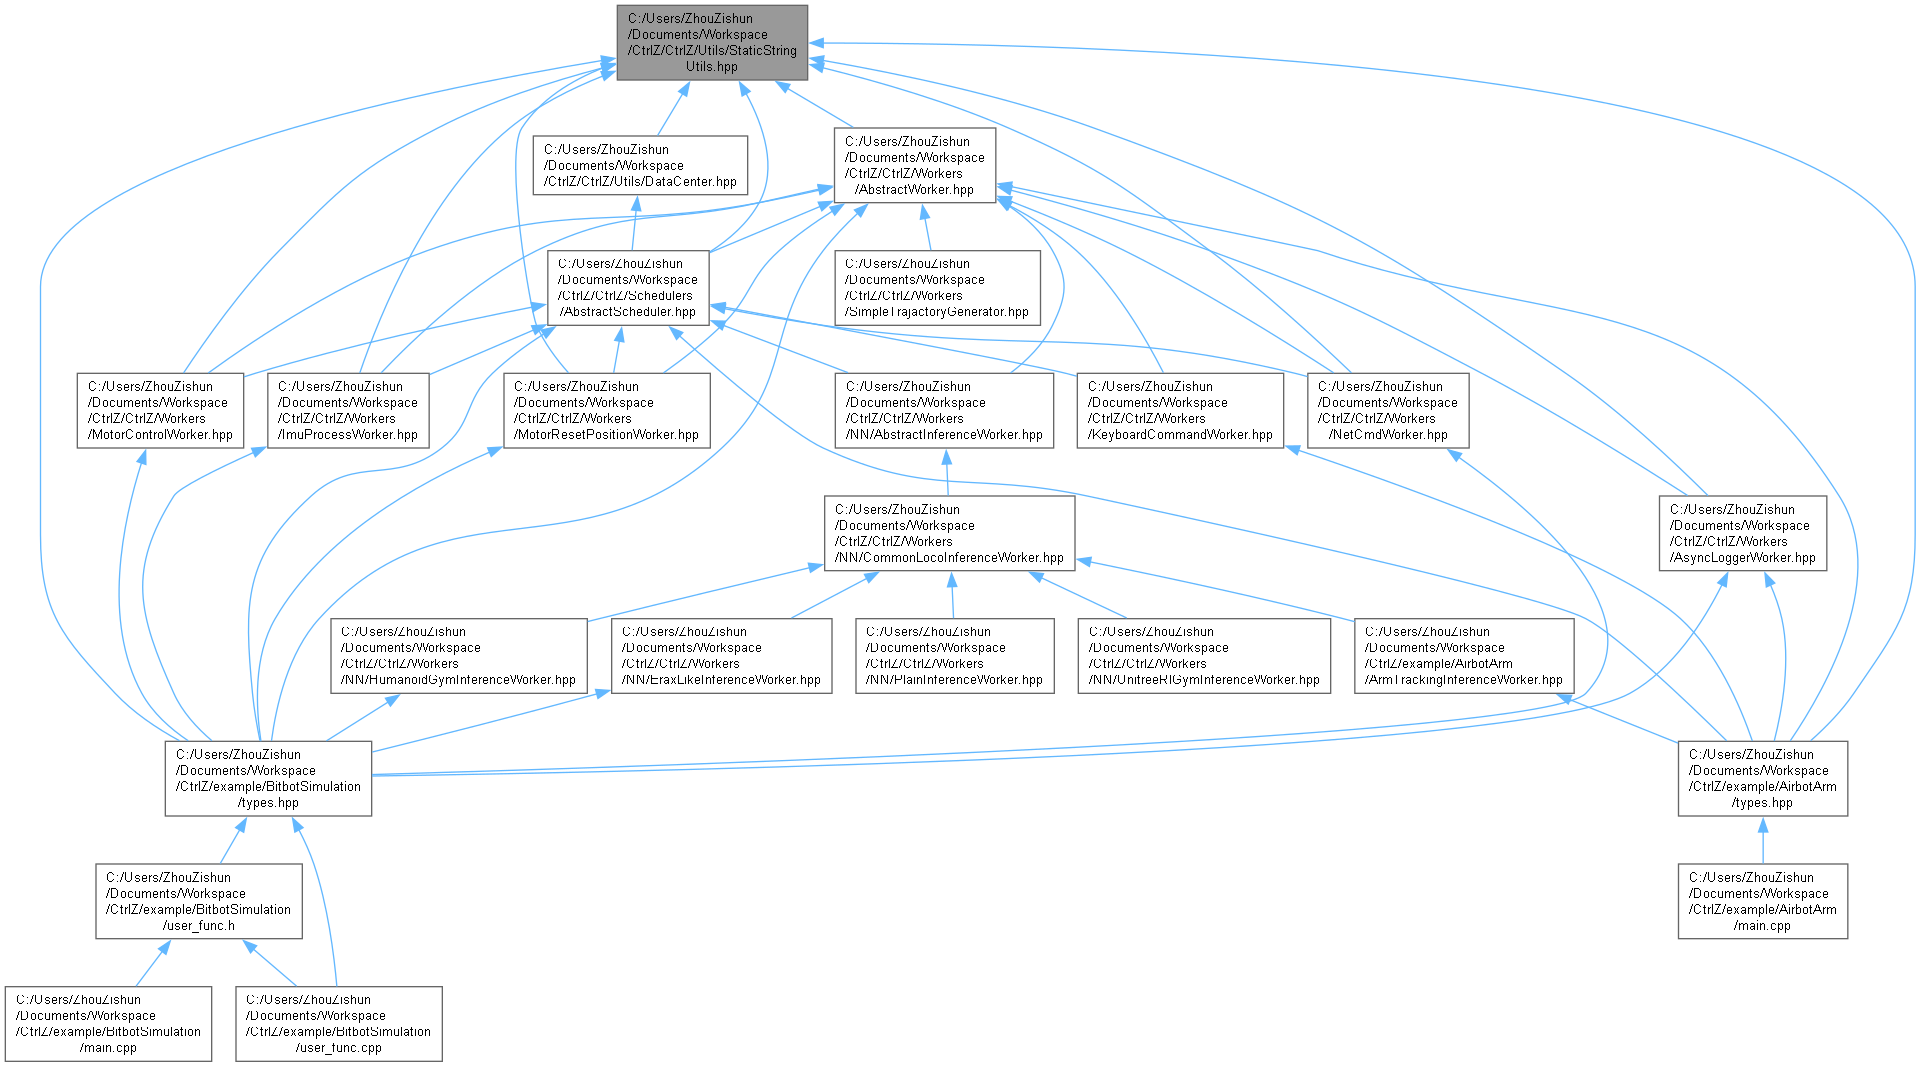 C:/Users/ZhouZishun
/Documents/Workspace
/CtrlZ/CtrlZ/Utils/StaticString
Utils.hpp
C:/Users/ZhouZishun
/Documents/Workspace
/CtrlZ/CtrlZ/Utils/DataCenter.hpp
C:/Users/ZhouZishun
/Documents/Workspace
/CtrlZ/CtrlZ/Workers
/AbstractWorker.hpp
C:/Users/ZhouZishun
/Documents/Workspace
/CtrlZ/CtrlZ/Schedulers
/AbstractScheduler.hpp
C:/Users/ZhouZishun
/Documents/Workspace
/CtrlZ/CtrlZ/Workers
/SimpleTrajactoryGenerator.hpp
C:/Users/ZhouZishun
/Documents/Workspace
/CtrlZ/CtrlZ/Workers
/MotorControlWorker.hpp
C:/Users/ZhouZishun
/Documents/Workspace
/CtrlZ/CtrlZ/Workers
/ImuProcessWorker.hpp
C:/Users/ZhouZishun
/Documents/Workspace
/CtrlZ/CtrlZ/Workers
/MotorResetPositionWorker.hpp
C:/Users/ZhouZishun
/Documents/Workspace
/CtrlZ/CtrlZ/Workers
/NN/AbstractInferenceWorker.hpp
C:/Users/ZhouZishun
/Documents/Workspace
/CtrlZ/CtrlZ/Workers
/KeyboardCommandWorker.hpp
C:/Users/ZhouZishun
/Documents/Workspace
/CtrlZ/CtrlZ/Workers
/NetCmdWorker.hpp
C:/Users/ZhouZishun
/Documents/Workspace
/CtrlZ/CtrlZ/Workers
/NN/CommonLocoInferenceWorker.hpp
C:/Users/ZhouZishun
/Documents/Workspace
/CtrlZ/CtrlZ/Workers
/AsyncLoggerWorker.hpp
C:/Users/ZhouZishun
/Documents/Workspace
/CtrlZ/CtrlZ/Workers
/NN/HumanoidGymInferenceWorker.hpp
C:/Users/ZhouZishun
/Documents/Workspace
/CtrlZ/CtrlZ/Workers
/NN/EraxLikeInferenceWorker.hpp
C:/Users/ZhouZishun
/Documents/Workspace
/CtrlZ/CtrlZ/Workers
/NN/PlainInferenceWorker.hpp
C:/Users/ZhouZishun
/Documents/Workspace
/CtrlZ/CtrlZ/Workers
/NN/UnitreeRlGymInferenceWorker.hpp
C:/Users/ZhouZishun
/Documents/Workspace
/CtrlZ/example/AirbotArm
/ArmTrackingInferenceWorker.hpp
C:/Users/ZhouZishun
/Documents/Workspace
/CtrlZ/example/BitbotSimulation
/types.hpp
C:/Users/ZhouZishun
/Documents/Workspace
/CtrlZ/example/AirbotArm
/types.hpp
C:/Users/ZhouZishun
/Documents/Workspace
/CtrlZ/example/BitbotSimulation
/user_func.h
C:/Users/ZhouZishun
/Documents/Workspace
/CtrlZ/example/AirbotArm
/main.cpp
C:/Users/ZhouZishun
/Documents/Workspace
/CtrlZ/example/BitbotSimulation
/main.cpp
C:/Users/ZhouZishun
/Documents/Workspace
/CtrlZ/example/BitbotSimulation
/user_func.cpp